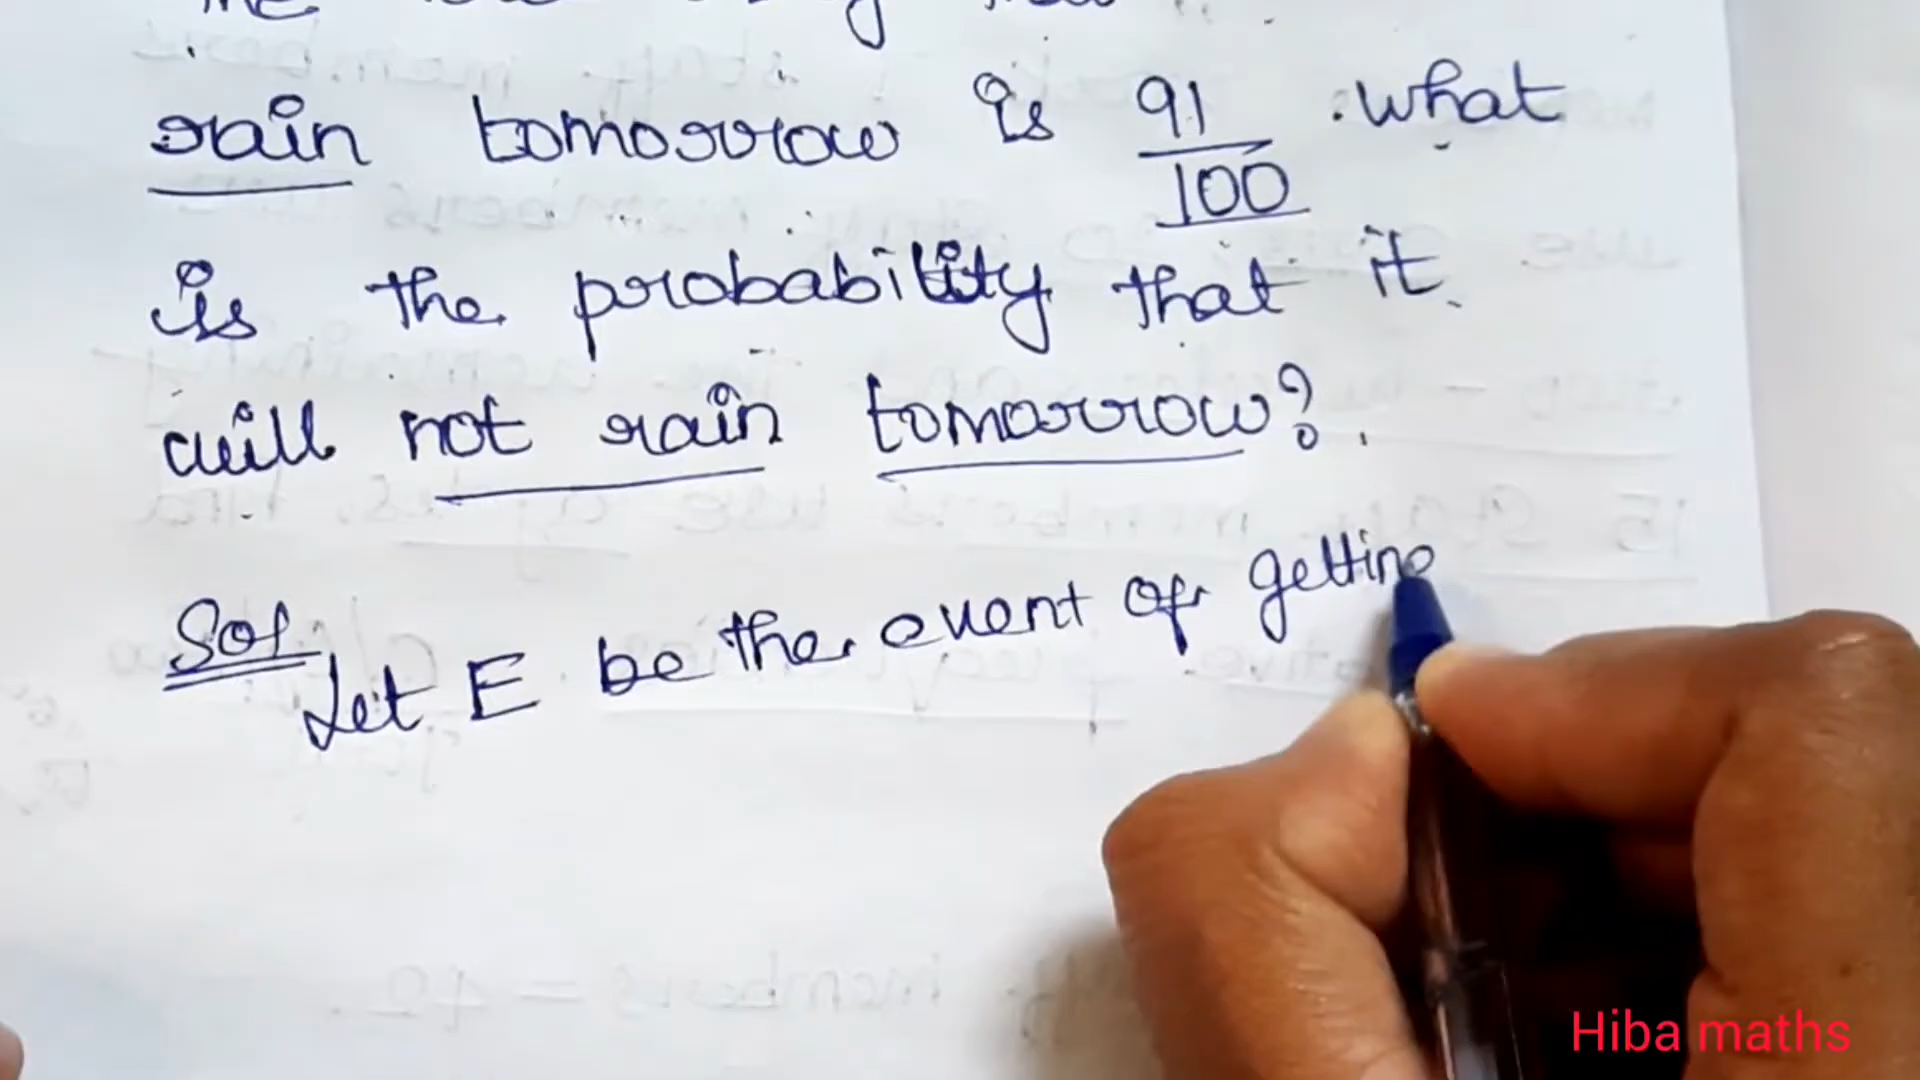 rain tomorrow is 91/100 . what
is the probability that it
will not rain tomorrow?
Sol
Let E be the event of getting
Hiba maths